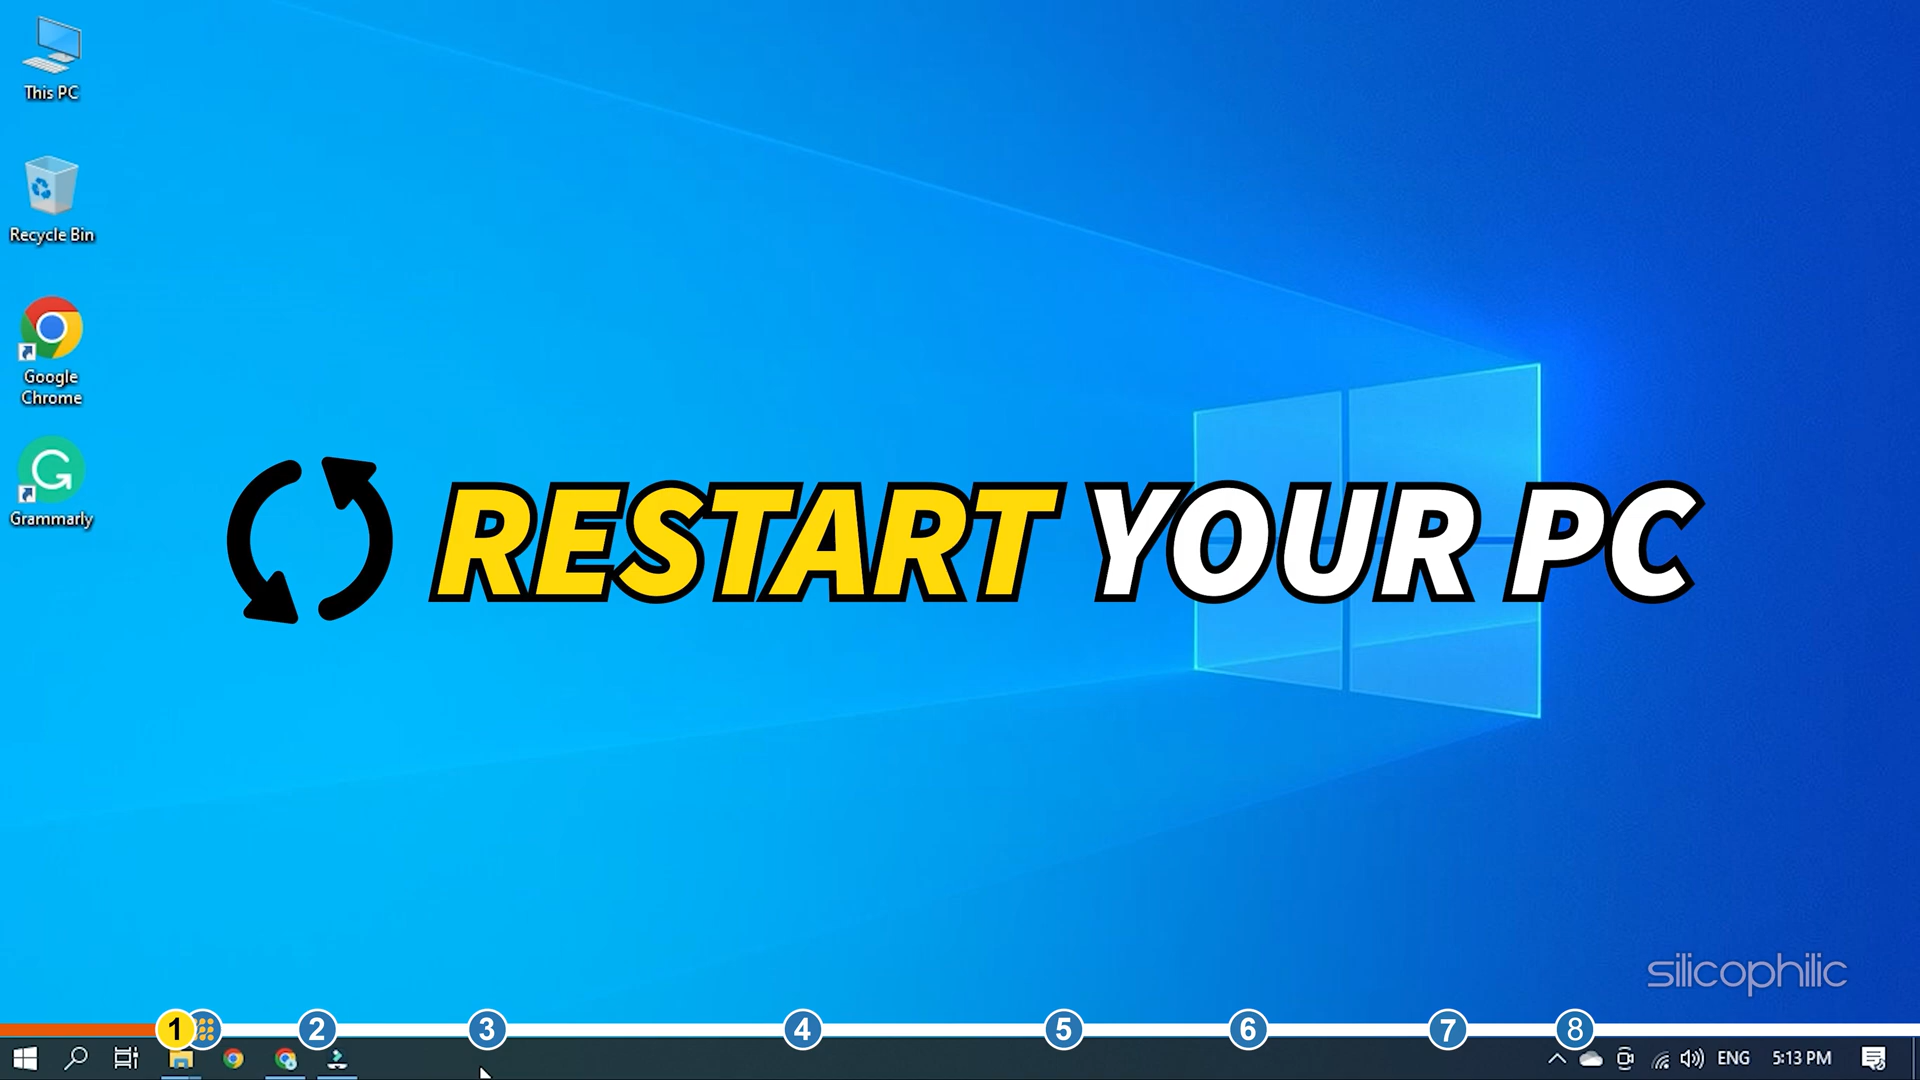 This PC
Recycle Bin
Google
Chrome
Grammarly
RESTART YOUR PC
silicophilic
1 2 3 4 5 6 7 8
ENG 5:13 PM